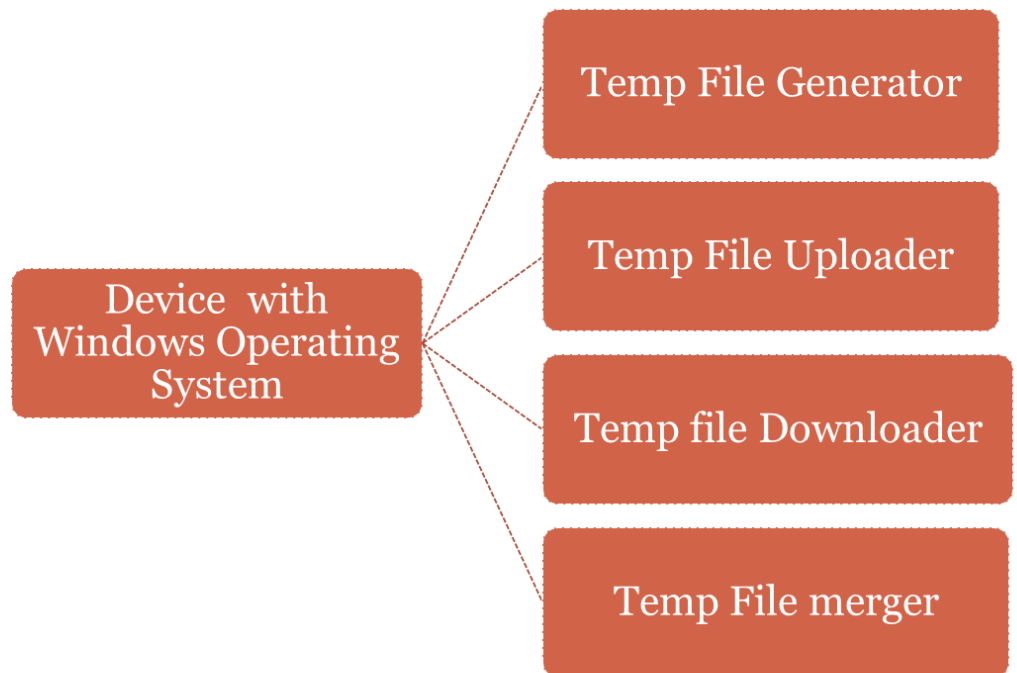 Temp File Generator
Temp File Uploader
Device with
Windows Operating
System
Temp file Downloader
Temp File merger